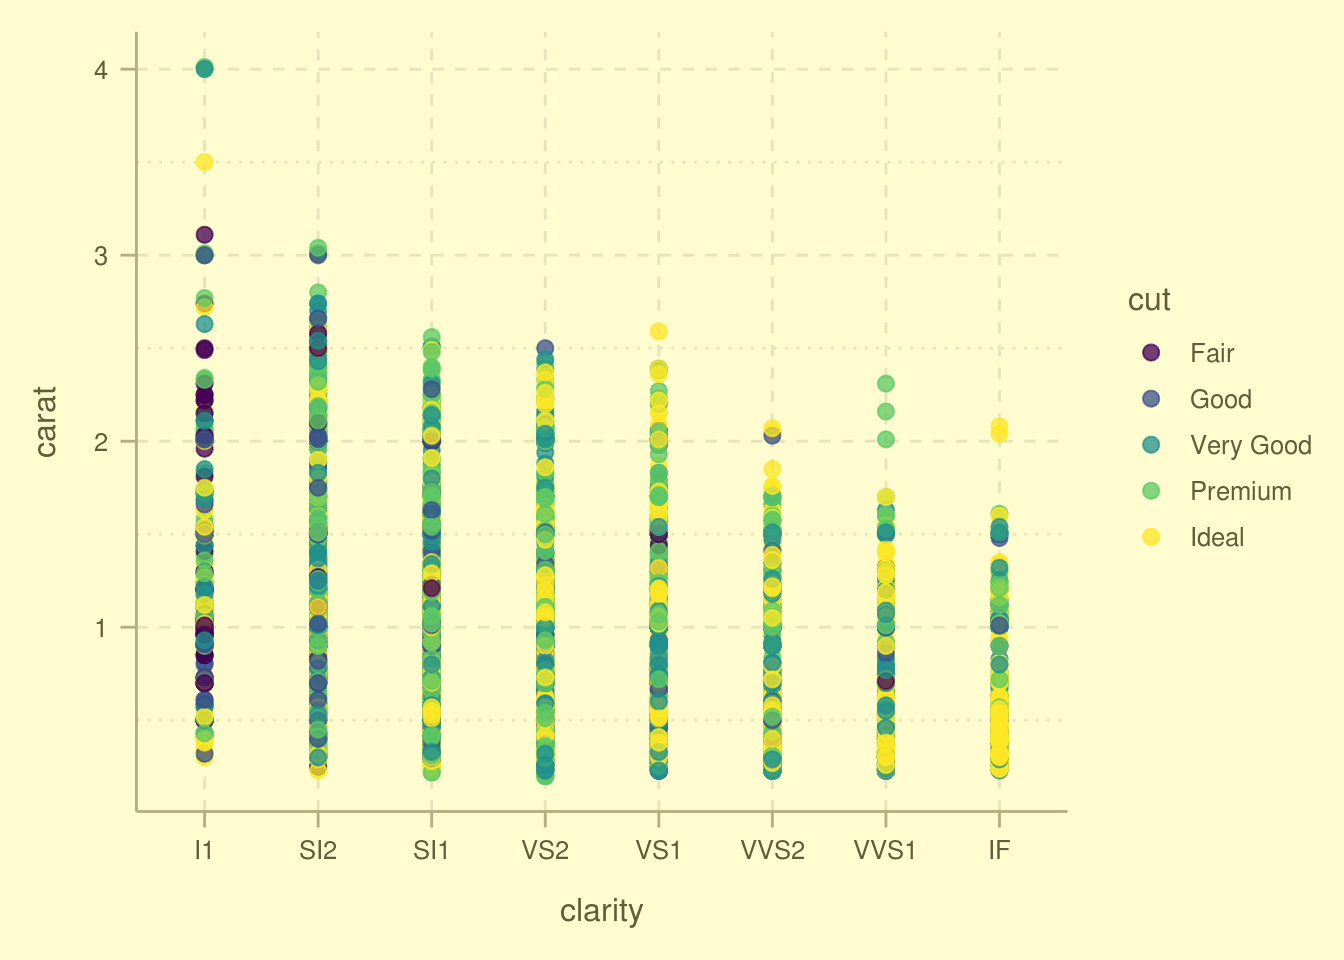 4
3
2
1
carat
I1 SI2 SI1 VS2 VS1 VVS2 VVS1 IF
clarity
cut
Fair
Good
Very Good
Premium
Ideal